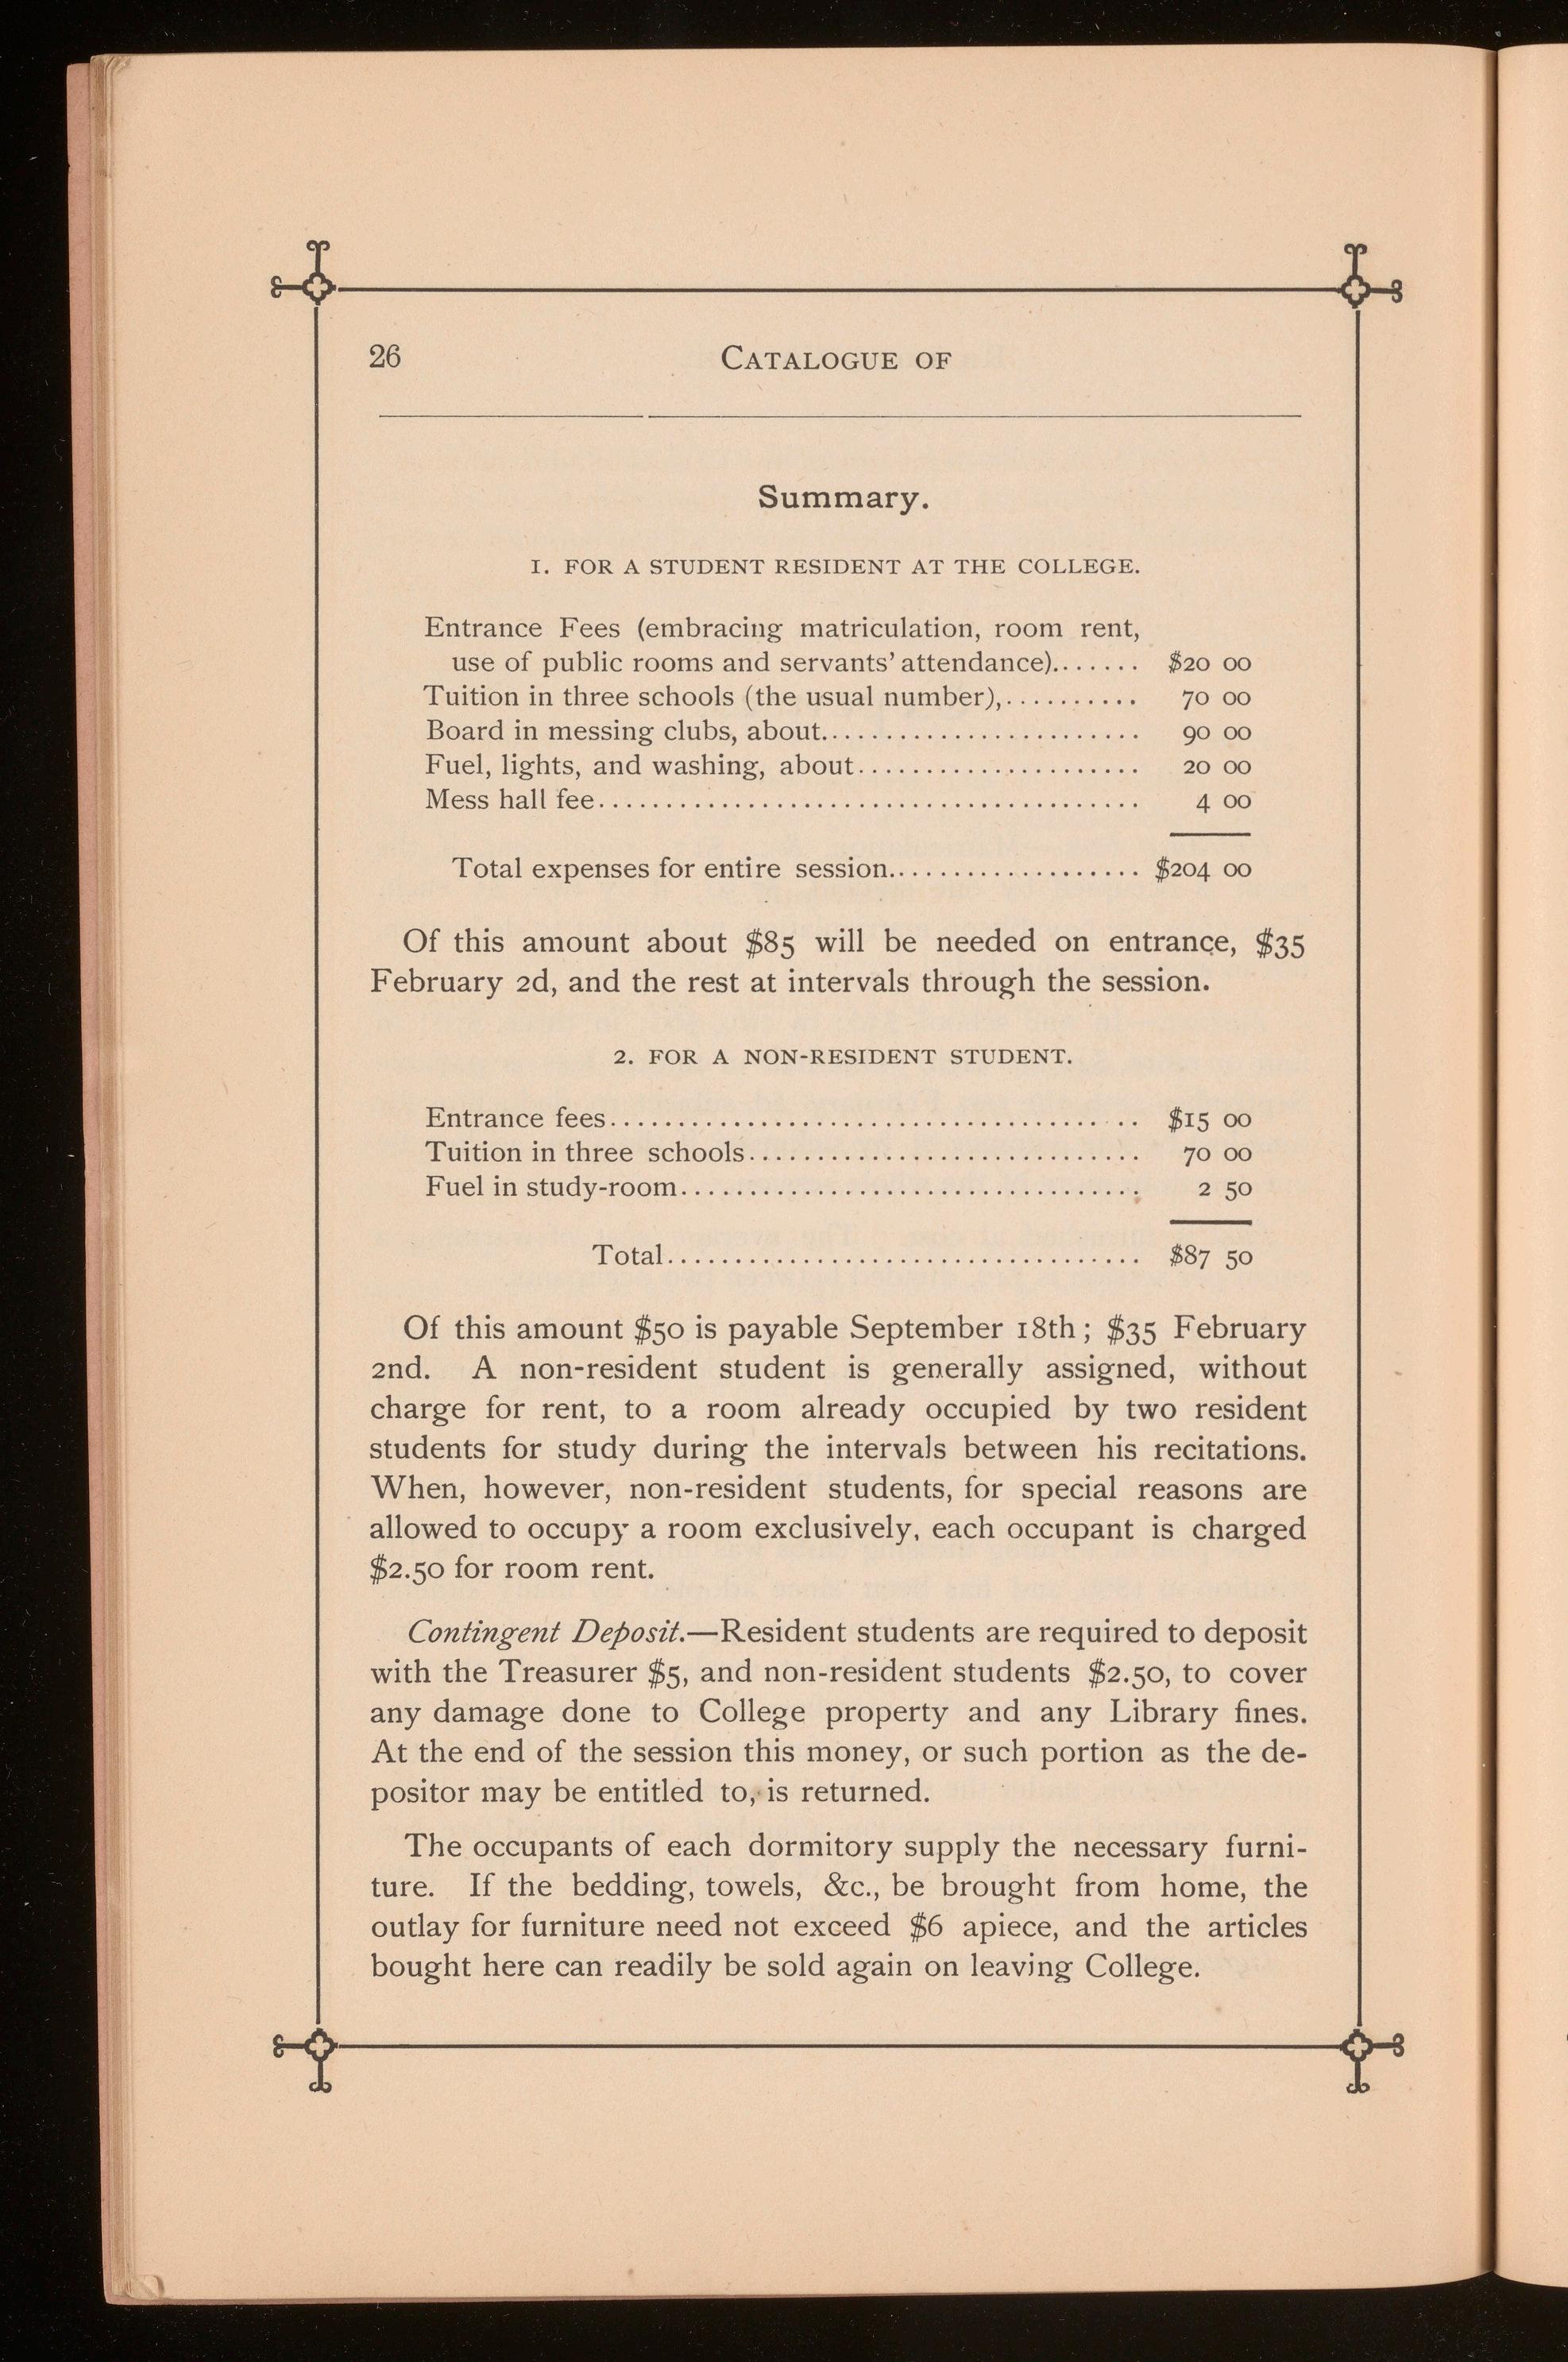 26 CATALOGUE OF
Summary.
1. FOR A STUDENT RESIDENT AT THE COLLEGE.
Entrance Fees (embracing matriculation, room rent,
use of public rooms and servants' attendance)....... $20 00
Tuition in three schools (the usual number),.......... 70 00
Board in messing clubs, about........................ 90 00
Fuel, lights, and washing, about..................... 20 00
Mess hall fee........................................ 4 00
Total expenses for entire session................... $204 00
Of this amount about $85 will be needed on entrance, $35
February 2d, and the rest at intervals through the session.
2. FOR A NON-RESIDENT STUDENT.
Entrance fees....................................... $15 00
Tuition in three schools............................. 70 00
Fuel in study-room.................................. 2 50
Total................................... $87 50
Of this amount $50 is payable September 18th; $35 February
2nd. A non-resident student is generally assigned, without
charge for rent, to a room already occupied by two resident
students for study during the intervals between his recitations.
When, however, non-resident students, for special reasons are
allowed to occupy a room exclusively, each occupant is charged
$2.50 for room rent.
Contingent Deposit.—Resident students are required to deposit
with the Treasurer $5, and non-resident students $2.50, to cover
any damage done to College property and any Library fines.
At the end of the session this money, or such portion as the de-
positor may be entitled to, is returned.
The occupants of each dormitory supply the necessary furni-
ture. If the bedding, towels, &c., be brought from home, the
outlay for furniture need not exceed $6 apiece, and the articles
bought here can readily be sold again on leaving College.